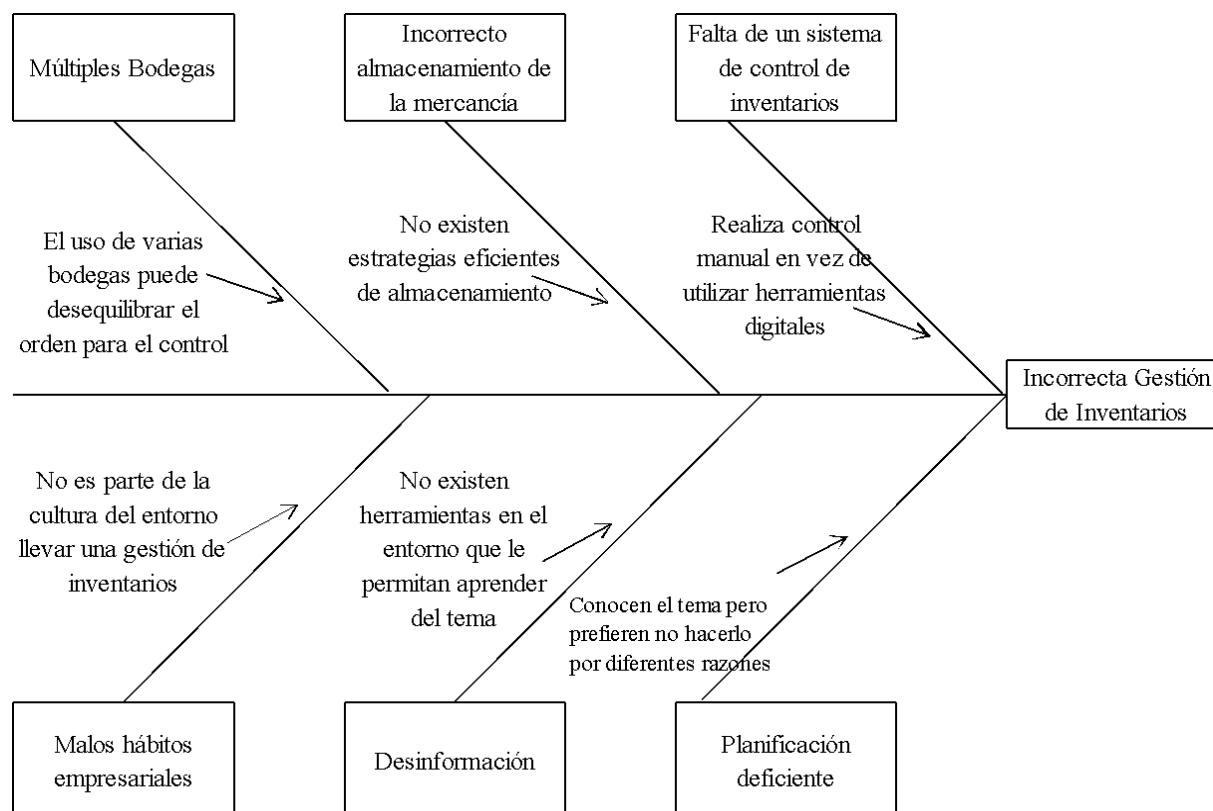 Múltiples Bodegas
Incorrecto
almacenamiento de
la mercancía
Falta de un sistema
de control de
inventarios
El uso de varias
bodegas puede
desequilibrar el
orden para el control
No existen
estrategias eficientes
de almacenamiento
Realiza control
manual en vez de
utilizar herramientas
digitales
Incorrecta Gestión
de Inventarios
No es parte de la
cultura del entorno
llevar una gestión de
inventarios
No existen
herramientas en el
entorno que le
permitan aprender
del tema
Conocen el tema pero
prefieren no hacerlo
por diferentes razones
Malos hábitos
empresariales
Desinformación
Planificación
deficiente